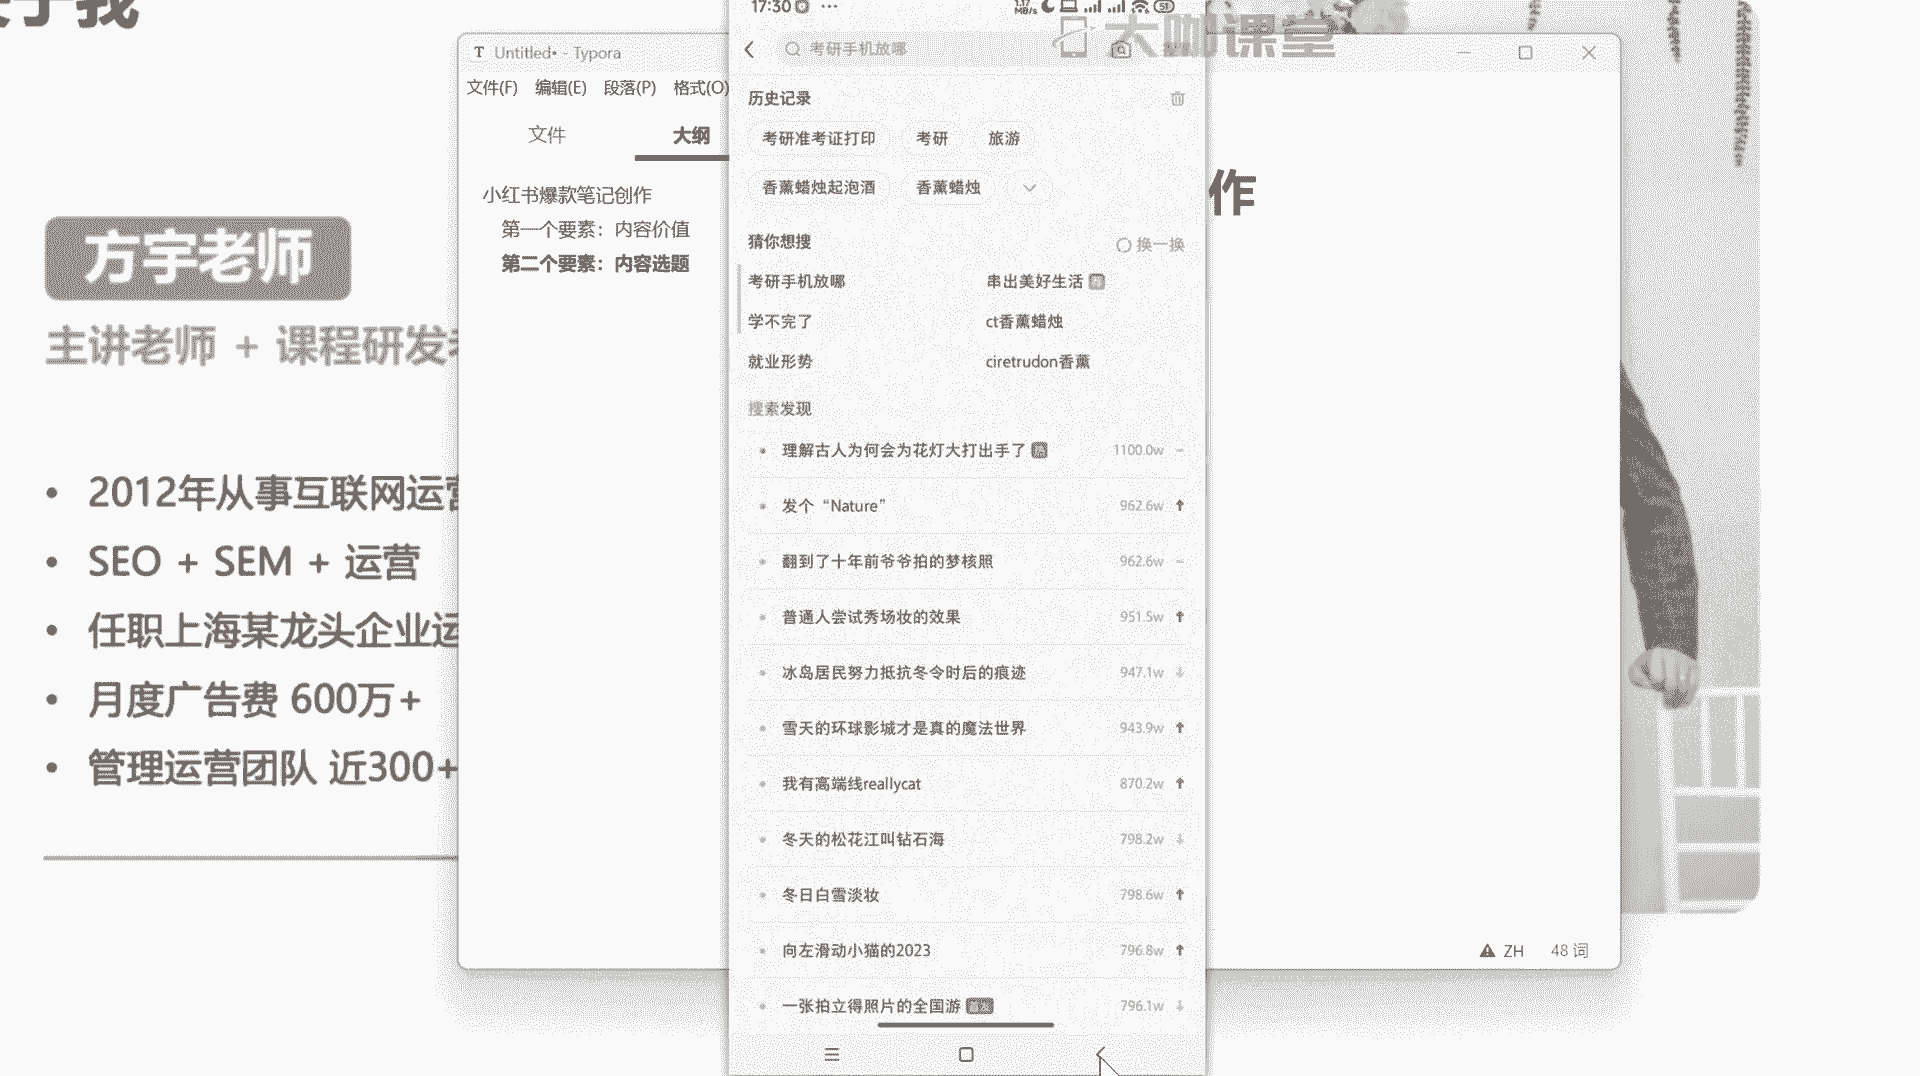 于我
方宇老师
主讲老师 + 课程研发
2012年从事互联网运营
SEO + SEM + 运营
任职上海某龙头企业运
月度广告费 600万+
管理运营团队 近300+
Untitled• - Typora
文件(F) 编辑(E) 段落(P) 格式(O)
文件 大纲
小红书爆款笔记创作
第一个要素：内容价值
第二个要素：内容选题
作
ZH 48 词
大咖课堂
17:30
考研手机放哪
历史记录
考研准考证打印 考研 旅游
香薰蜡烛起泡酒 香薰蜡烛
猜你想搜 换一换
考研手机放哪 串出美好生活
学不完了 ct香薰蜡烛
就业形势 ciretrudon香薰
搜索发现
理解古人为何会为花灯大打出手了 热 1100.0w
发个“Nature” 962.6w
翻到了十年前爷爷拍的梦核照 962.6w
普通人尝试秀场妆的效果 951.5w
冰岛居民努力抵抗冬令时后的痕迹 947.1w
雪天的环球影城才是真的魔法世界 943.9w
我有高端线reallycat 870.2w
冬天的松花江叫钻石海 798.2w
冬日白雪淡妆 798.6w
向左滑动小猫的2023 796.8w
一张拍立得照片的全国游 796.1w